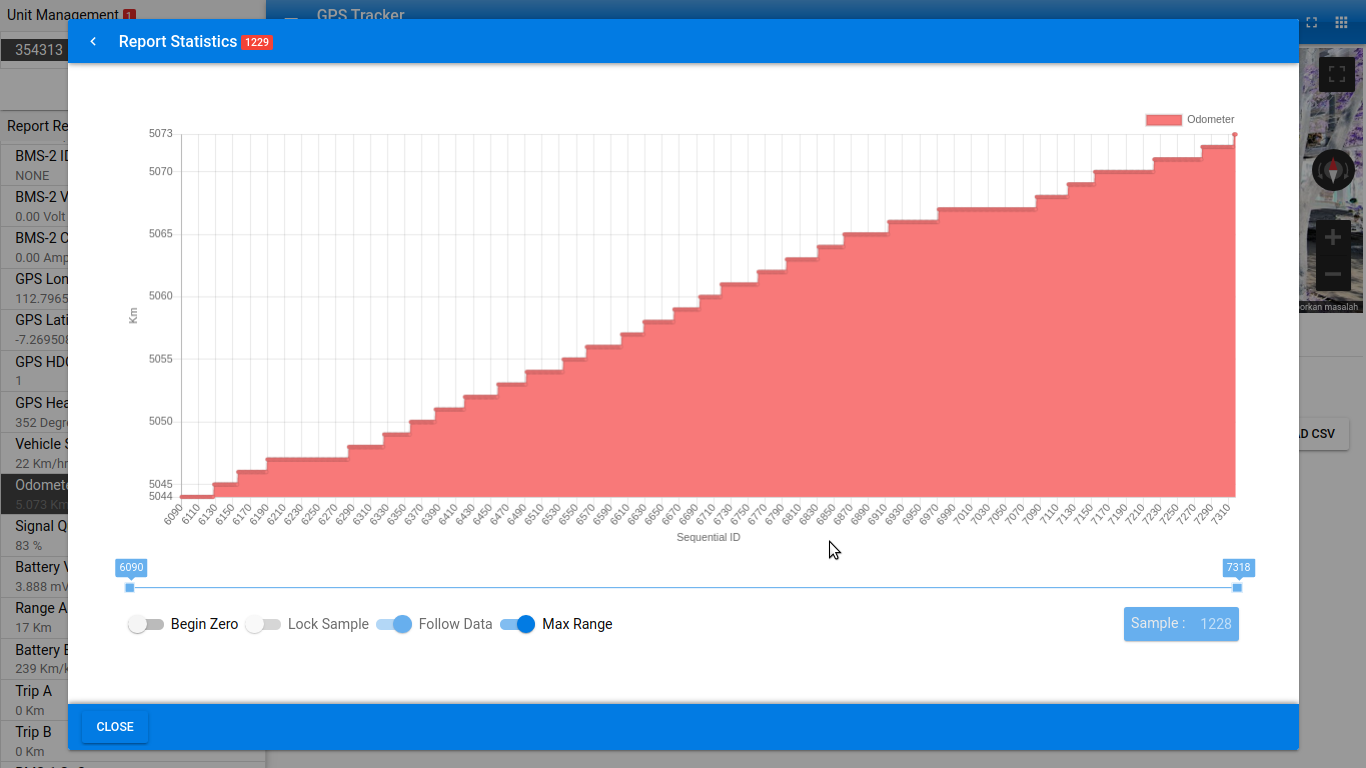 Unit Management 1
GPS Tracker
354313
Report Statistics 1229
Report Re
BMS-2 ID
NONE
BMS-2 V
0.00 Volt
BMS-2 C
0.00 Amp
GPS Lon
112.7965
GPS Lati
-7.269508
GPS HDO
1
GPS Hea
352 Degre
Vehicle S
22 Km/hr
Odomete
5.073 Km
Signal Q
83 %
Battery V
3.888 mV
Range A
17 Km
Battery E
239 Km/k
Trip A
0 Km
Trip B
0 Km
Odometer
5073
5070
5065
5060
5055
5050
5045
5044
Km
6090 6110 6130 6150 6170 6190 6210 6230 6250 6270 6290 6310 6330 6350 6370 6390 6410 6430 6450 6470 6490 6510 6530 6550 6570 6590 6610 6630 6650 6670 6690 6710 6730 6750 6770 6790 6810 6830 6850 6870 6890 6910 6930 6950 6970 6990 7010 7030 7050 7070 7090 7110 7130 7150 7170 7190 7210 7230 7250 7270 7290 7310
Sequential ID
6090 7318
Begin Zero Lock Sample Follow Data Max Range Sample : 1228
CLOSE
orkan masalah
AD CSV